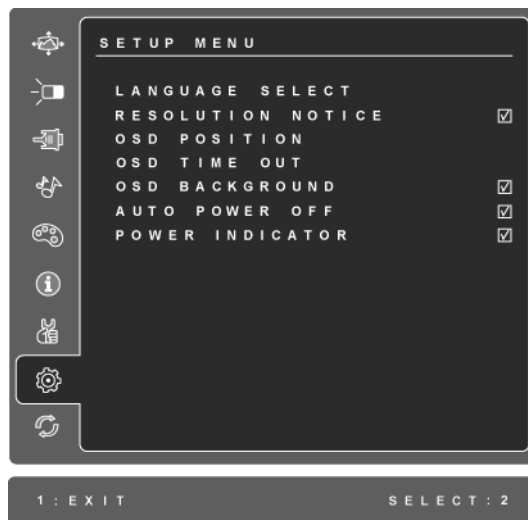 SETUP MENU
LANGUAGE SELECT
RESOLUTION NOTICE
OSD POSITION
OSD TIME OUT
OSD BACKGROUND
AUTO POWER OFF
POWER INDICATOR
1:EXIT SELECT:2